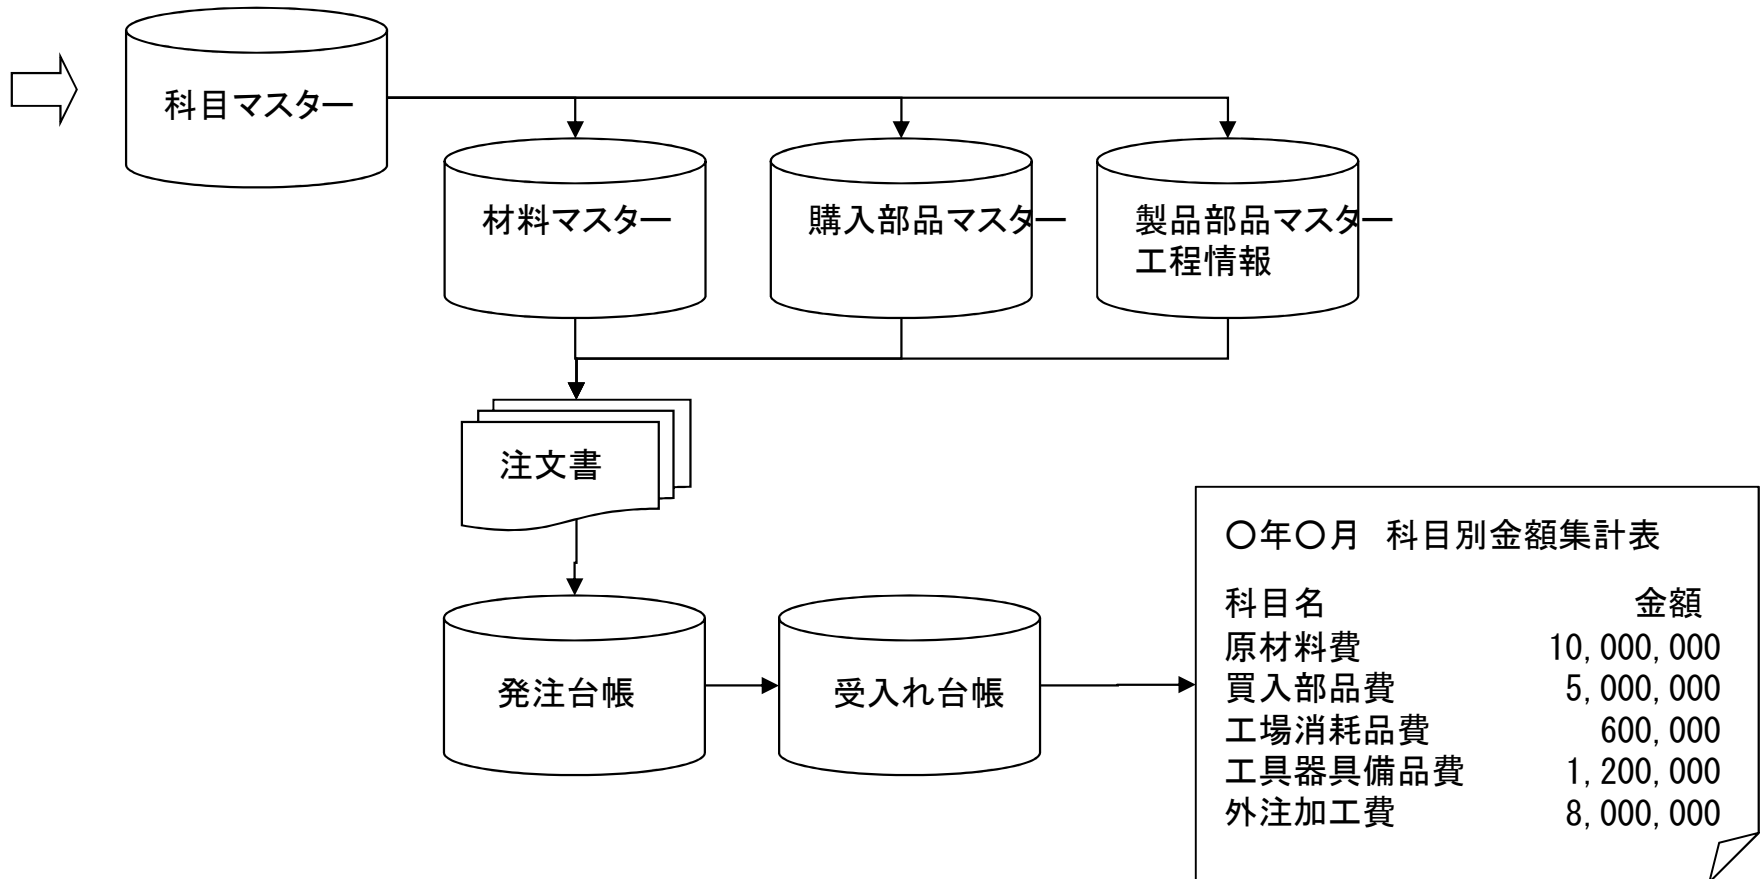 科目マスター
材料マスター
購入部品マスター
製品部品マスター
工程情報
注文書
発注台帳
受入れ台帳
〇年〇月 科目別金額集計表
科目名 金額
原材料費 10,000,000
買入部品費 5,000,000
工場消耗品費 600,000
工具器具備品費 1,200,000
外注加工費 8,000,000